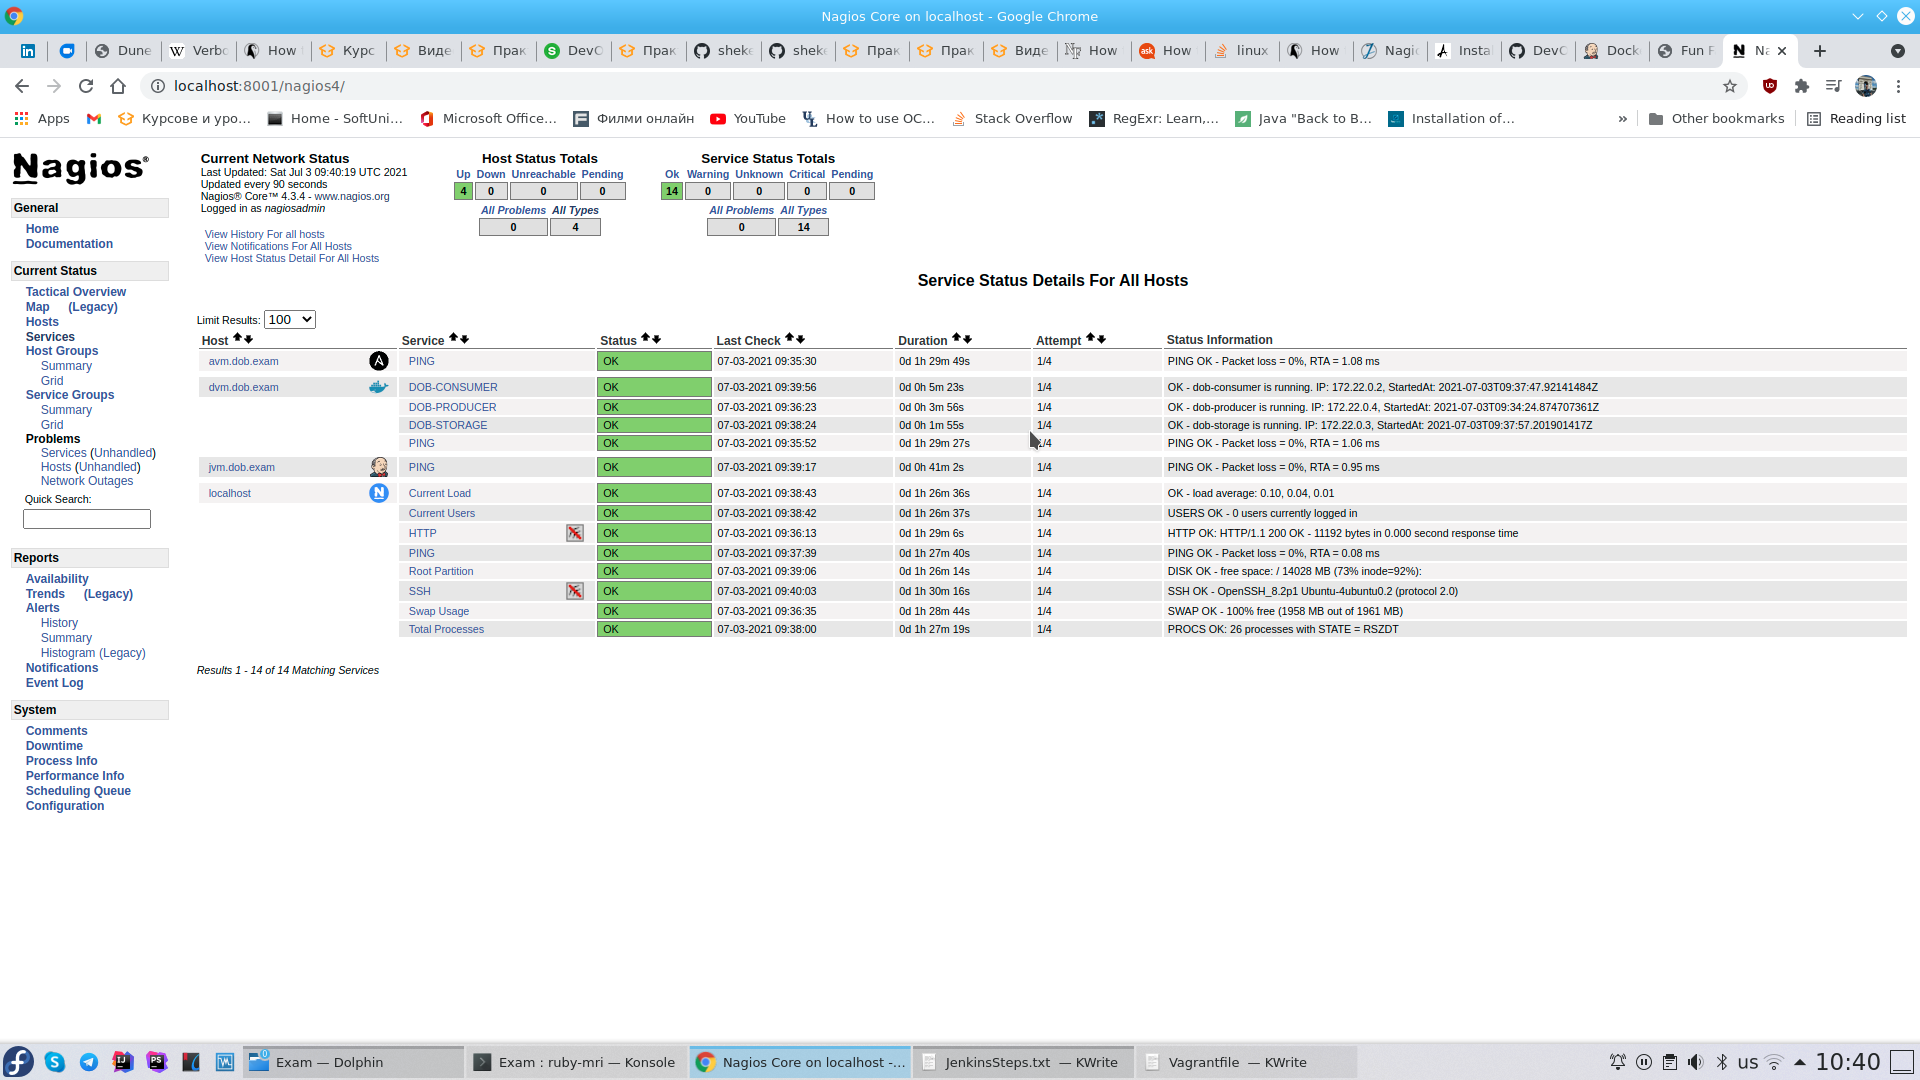 Nagios Core on localhost - Google Chrome
Dune Verbo How Курс Виде Прак DevO Прак shek shek Прак Прак Виде How How linux How Nagi Insta DevO Dock Fun F Na
localhost:8001/nagios4/
Apps Курсове и уро... Home - SoftUni... Microsoft Office... Филми онлайн YouTube How to use OC... Stack Overflow RegExr: Learn,... Java "Back to B... Installation of... » Other bookmarks Reading list
Nagios®
General
Home
Documentation
Current Status
Tactical Overview
Map (Legacy)
Hosts
Services
Host Groups
Summary
Grid
Service Groups
Summary
Grid
Problems
Services (Unhandled)
Hosts (Unhandled)
Network Outages
Quick Search:
Reports
Availability
Trends (Legacy)
Alerts
History
Summary
Histogram (Legacy)
Notifications
Event Log
System
Comments
Downtime
Process Info
Performance Info
Scheduling Queue
Configuration
Current Network Status
Last Updated: Sat Jul 3 09:40:19 UTC 2021
Updated every 90 seconds
Nagios® Core™ 4.3.4 - www.nagios.org
Logged in as nagiosadmin
View History For all hosts
View Notifications For All Hosts
View Host Status Detail For All Hosts
Host Status Totals
Up Down Unreachable Pending
4 0 0 0
All Problems All Types
0 4
Service Status Totals
Ok Warning Unknown Critical Pending
14 0 0 0 0
All Problems All Types
0 14
Service Status Details For All Hosts
Limit Results: 100
Host Service Status Last Check Duration Attempt Status Information
avm.dob.exam PING OK 07-03-2021 09:35:30 0d 1h 29m 49s 1/4 PING OK - Packet loss = 0%, RTA = 1.08 ms
dvm.dob.exam DOB-CONSUMER OK 07-03-2021 09:39:56 0d 0h 5m 23s 1/4 OK - dob-consumer is running. IP: 172.22.0.2, StartedAt: 2021-07-03T09:37:47.92141484Z
DOB-PRODUCER OK 07-03-2021 09:36:23 0d 0h 3m 56s 1/4 OK - dob-producer is running. IP: 172.22.0.4, StartedAt: 2021-07-03T09:34:24.874707361Z
DOB-STORAGE OK 07-03-2021 09:38:24 0d 0h 1m 55s 1/4 OK - dob-storage is running. IP: 172.22.0.3, StartedAt: 2021-07-03T09:37:57.201901417Z
PING OK 07-03-2021 09:35:52 0d 1h 29m 27s 1/4 PING OK - Packet loss = 0%, RTA = 1.06 ms
jvm.dob.exam PING OK 07-03-2021 09:39:17 0d 0h 41m 2s 1/4 PING OK - Packet loss = 0%, RTA = 0.95 ms
localhost Current Load OK 07-03-2021 09:38:43 0d 1h 26m 36s 1/4 OK - load average: 0.10, 0.04, 0.01
Current Users OK 07-03-2021 09:38:42 0d 1h 26m 37s 1/4 USERS OK - 0 users currently logged in
HTTP OK 07-03-2021 09:36:13 0d 1h 29m 6s 1/4 HTTP OK: HTTP/1.1 200 OK - 11192 bytes in 0.000 second response time
PING OK 07-03-2021 09:37:39 0d 1h 27m 40s 1/4 PING OK - Packet loss = 0%, RTA = 0.08 ms
Root Partition OK 07-03-2021 09:39:06 0d 1h 26m 14s 1/4 DISK OK - free space: / 14028 MB (73% inode=92%):
SSH OK 07-03-2021 09:40:03 0d 1h 30m 16s 1/4 SSH OK - OpenSSH_8.2p1 Ubuntu-4ubuntu0.2 (protocol 2.0)
Swap Usage OK 07-03-2021 09:36:35 0d 1h 28m 44s 1/4 SWAP OK - 100% free (1958 MB out of 1961 MB)
Total Processes OK 07-03-2021 09:38:00 0d 1h 27m 19s 1/4 PROCS OK: 26 processes with STATE = RSZDT
Results 1 - 14 of 14 Matching Services
Exam — Dolphin Exam : ruby-mri — Konsole Nagios Core on localhost -... JenkinsSteps.txt — KWrite Vagrantfile — KWrite us 10:40